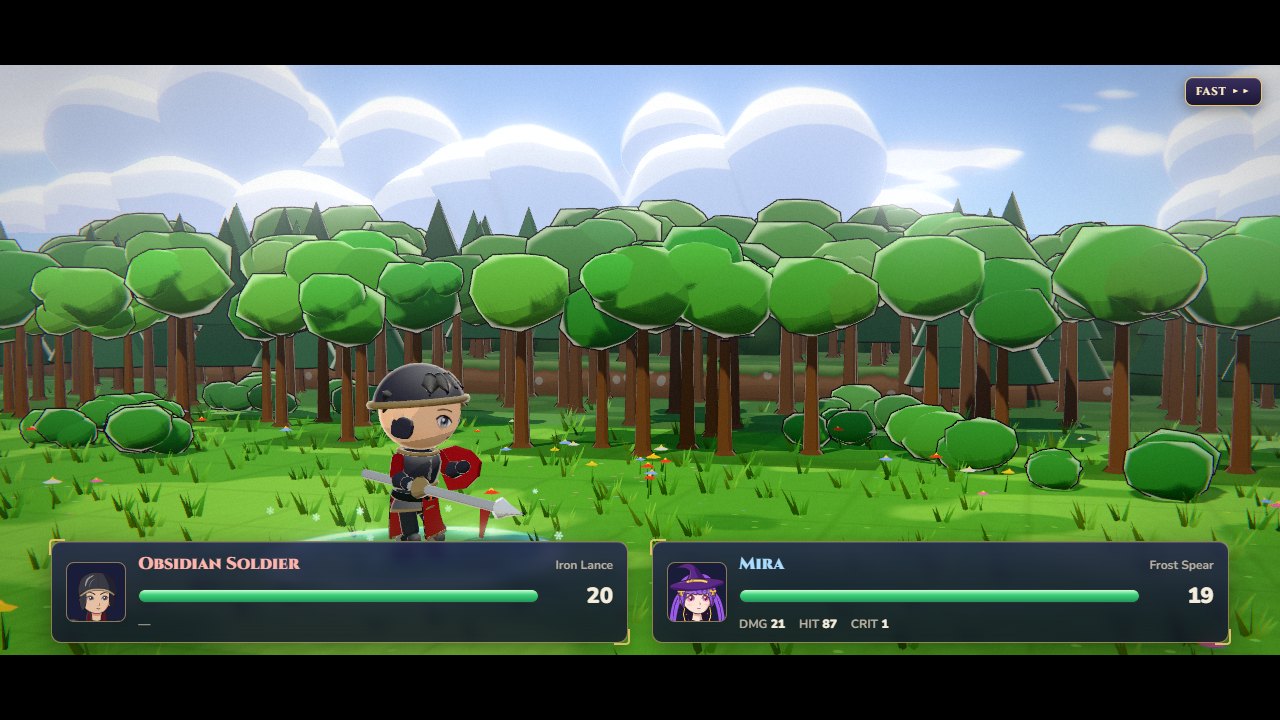 FAST ▸▸
Obsidian Soldier
Iron Lance
20
—
Mira
Frost Spear
19
DMG 21 HIT 87 CRIT 1